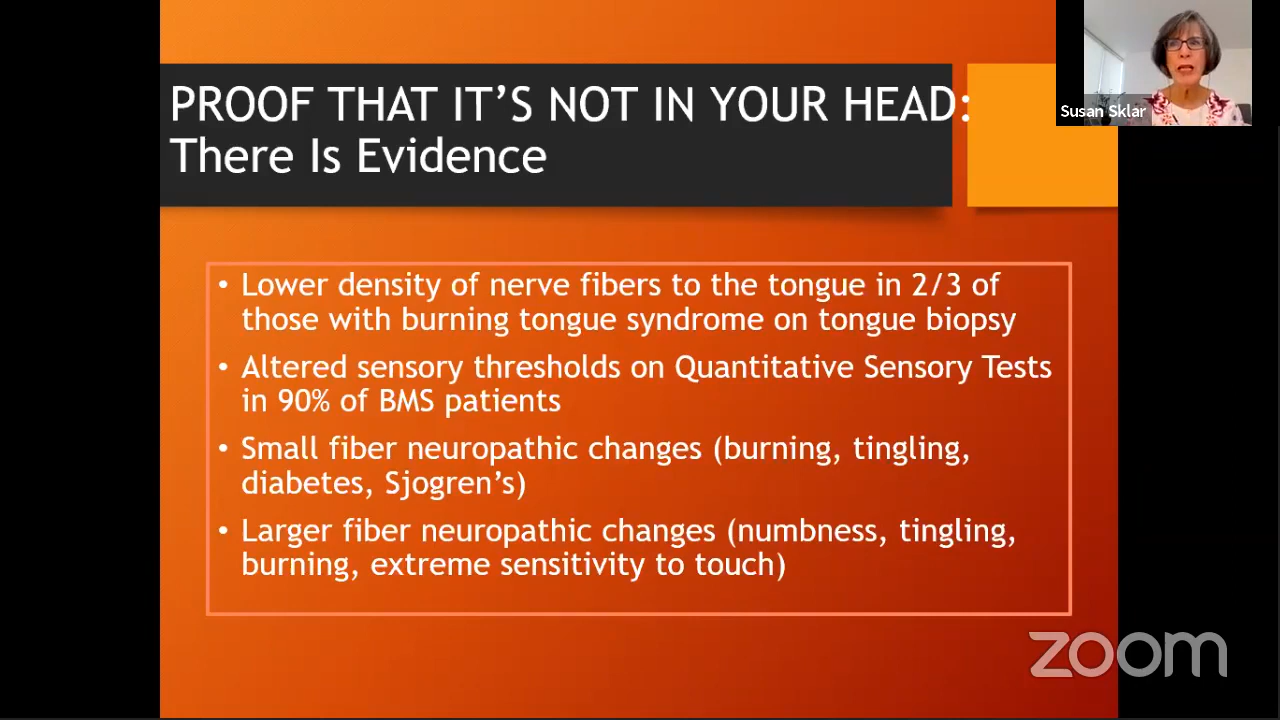 PROOF THAT IT’S NOT IN YOUR HEAD:
There Is Evidence
Susan Sklar
• Lower density of nerve fibers to the tongue in 2/3 of
those with burning tongue syndrome on tongue biopsy
• Altered sensory thresholds on Quantitative Sensory Tests
in 90% of BMS patients
• Small fiber neuropathic changes (burning, tingling,
diabetes, Sjogren’s)
• Larger fiber neuropathic changes (numbness, tingling,
burning, extreme sensitivity to touch)
zoom